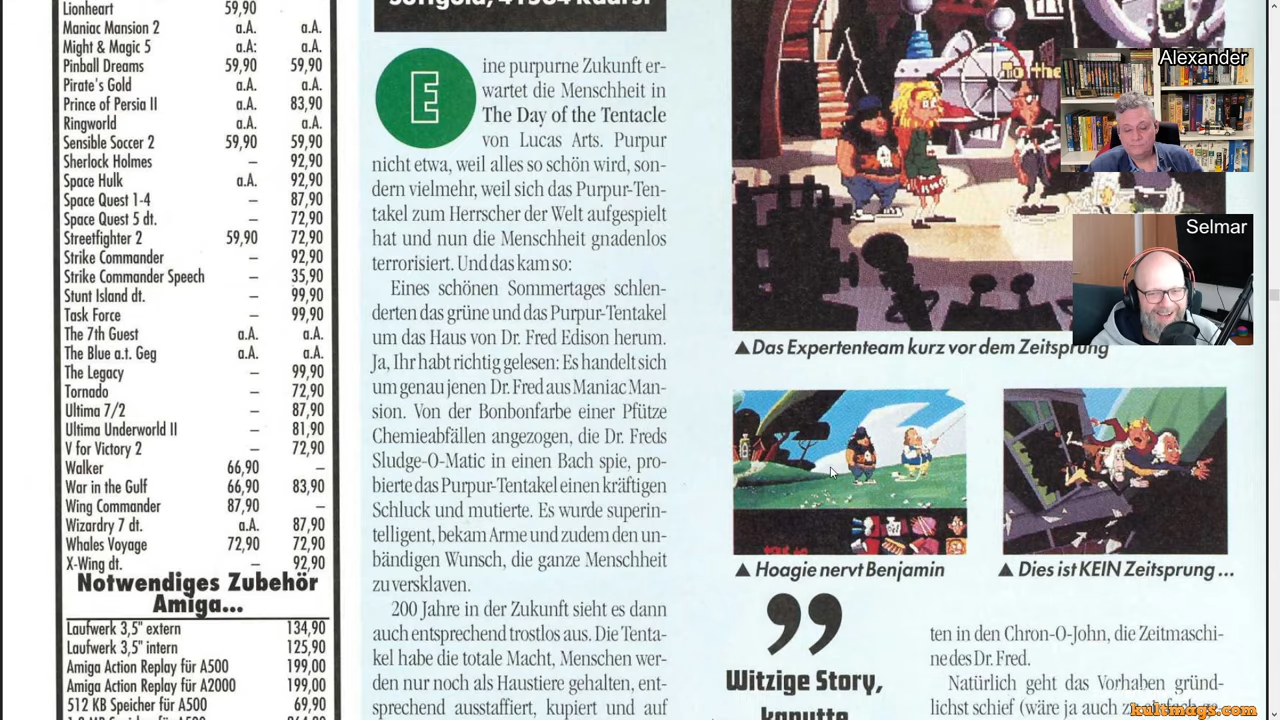 Lionheart 59,90
Maniac Mansion 2 a.A. a.A.
Might & Magic 5 a.A: a.A.
Pinball Dreams 59,90 59,90
Pirate's Gold a.A. a.A.
Prince of Persia II a.A. 83,90
Ringworld a.A. a.A.
Sensible Soccer 2 59,90 59,90
Sherlock Holmes – 92,90
Space Hulk a.A. 92,90
Space Quest 1-4 – 87,90
Space Quest 5 dt. – 72,90
Streetfighter 2 59,90 72,90
Strike Commander – 92,90
Strike Commander Speech – 35,90
Stunt Island dt. – 99,90
Task Force – 99,90
The 7th Guest a.A. a.A.
The Blue a.t. Geg a.A. a.A.
The Legacy – 99,90
Tornado – 72,90
Ultima 7/2 – 87,90
Ultima Underworld II – 81,90
V for Victory 2 – 72,90
Walker 66,90 –
War in the Gulf 66,90 83,90
Wing Commander 87,90 –
Wizardry 7 dt. a.A. 87,90
Whales Voyage 72,90 72,90
X-Wing dt. – 92,90
Notwendiges Zubehör
Amiga...
Laufwerk 3,5" extern 134,90
Laufwerk 3,5" intern 125,90
Amiga Action Replay für A500 199,00
Amiga Action Replay für A2000 199,00
512 KB Speicher für A500 69,90
Softgold, 41564 Kaarst
Eine purpurne Zukunft er-
wartet die Menschheit in
The Day of the Tentacle
von Lucas Arts. Purpur
nicht etwa, weil alles so schön wird, son-
dern vielmehr, weil sich das Purpur-Ten-
takel zum Herrscher der Welt aufgespielt
hat und nun die Menschheit gnadenlos
terrorisiert. Und das kam so:
Eines schönen Sommertages schlen-
derten das grüne und das Purpur-Tentakel
um das Haus von Dr. Fred Edison herum.
Ja, Ihr habt richtig gelesen: Es handelt sich
um genau jenen Dr. Fred aus Maniac Man-
sion. Von der Bonbonfarbe einer Pfütze
Chemieabfällen angezogen, die Dr. Freds
Sludge-O-Matic in einen Bach spie, pro-
bierte das Purpur-Tentakel einen kräftigen
Schluck und mutierte. Es wurde superin-
telligent, bekam Arme und zudem den un-
bändigen Wunsch, die ganze Menschheit
zu versklaven.
200 Jahre in der Zukunft sieht es dann
auch entsprechend trostlos aus. Die Tenta-
kel habe die totale Macht, Menschen wer-
den nur noch als Haustiere gehalten, ent-
sprechend ausstaffiert, kupiert und auf
To the
▲Das Expertenteam kurz vor dem Zeitsprung
▲ Hoagie nervt Benjamin
▲ Dies ist KEIN Zeitsprung ...
”
Witzige Story,
kaputte
ten in den Chron-O-John, die Zeitmaschi-
ne des Dr. Fred.
Natürlich geht das Vorhaben gründ-
lich schief (wäre ja auch zu einfach
Alexander
Selmar
kultmags.com